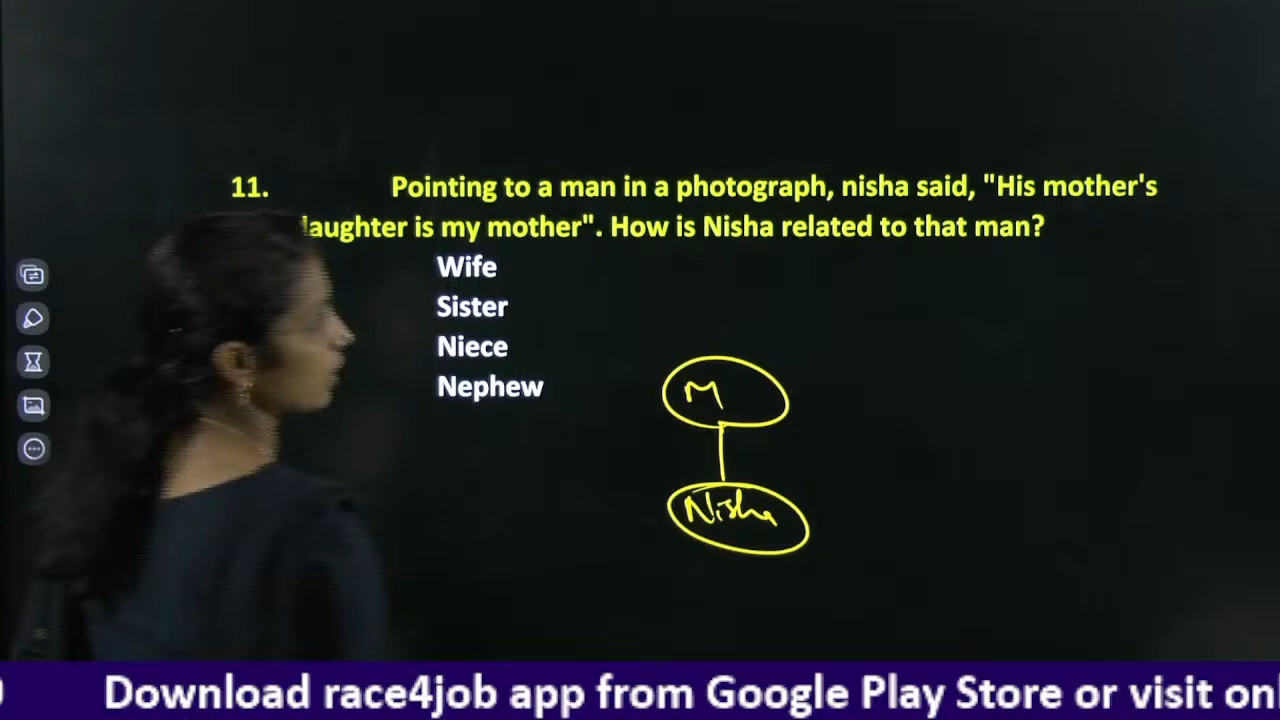 11. Pointing to a man in a photograph, nisha said, "His mother's
aughter is my mother". How is Nisha related to that man?
Wife
Sister
Niece
Nephew
M
Nisha
Download race4job app from Google Play Store or visit onl